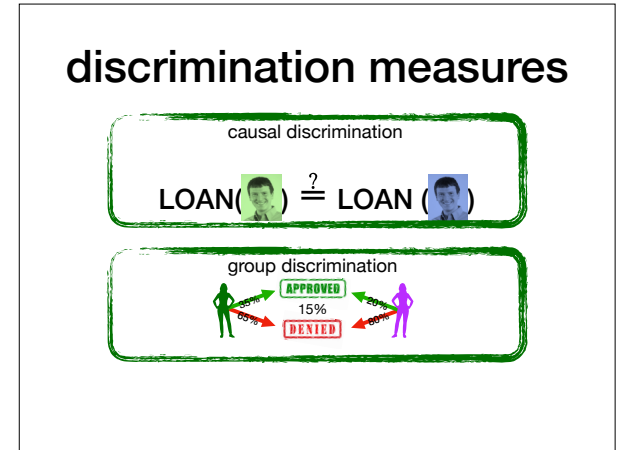 discrimination measures
causal discrimination
?
LOAN( ) = LOAN ( )
group discrimination
APPROVED
35% 20%
15%
65% 80%
DENIED